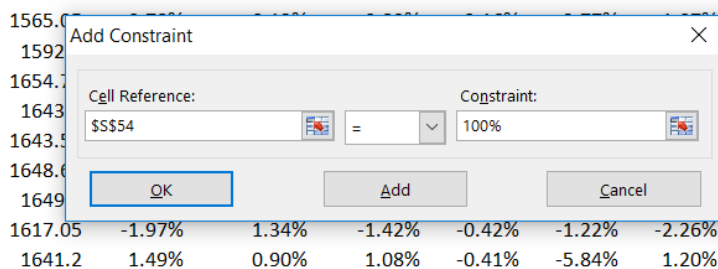 Add Constraint
1592
1654.7
Cell Reference: Constraint:
1643
$S$54 = 100%
1643.5
1648.6
OK Add Cancel
1649
1617.05 -1.97% 1.34% -1.42% -0.42% -1.22% -2.26%
1641.2 1.49% 0.90% 1.08% -0.41% -5.84% 1.20%